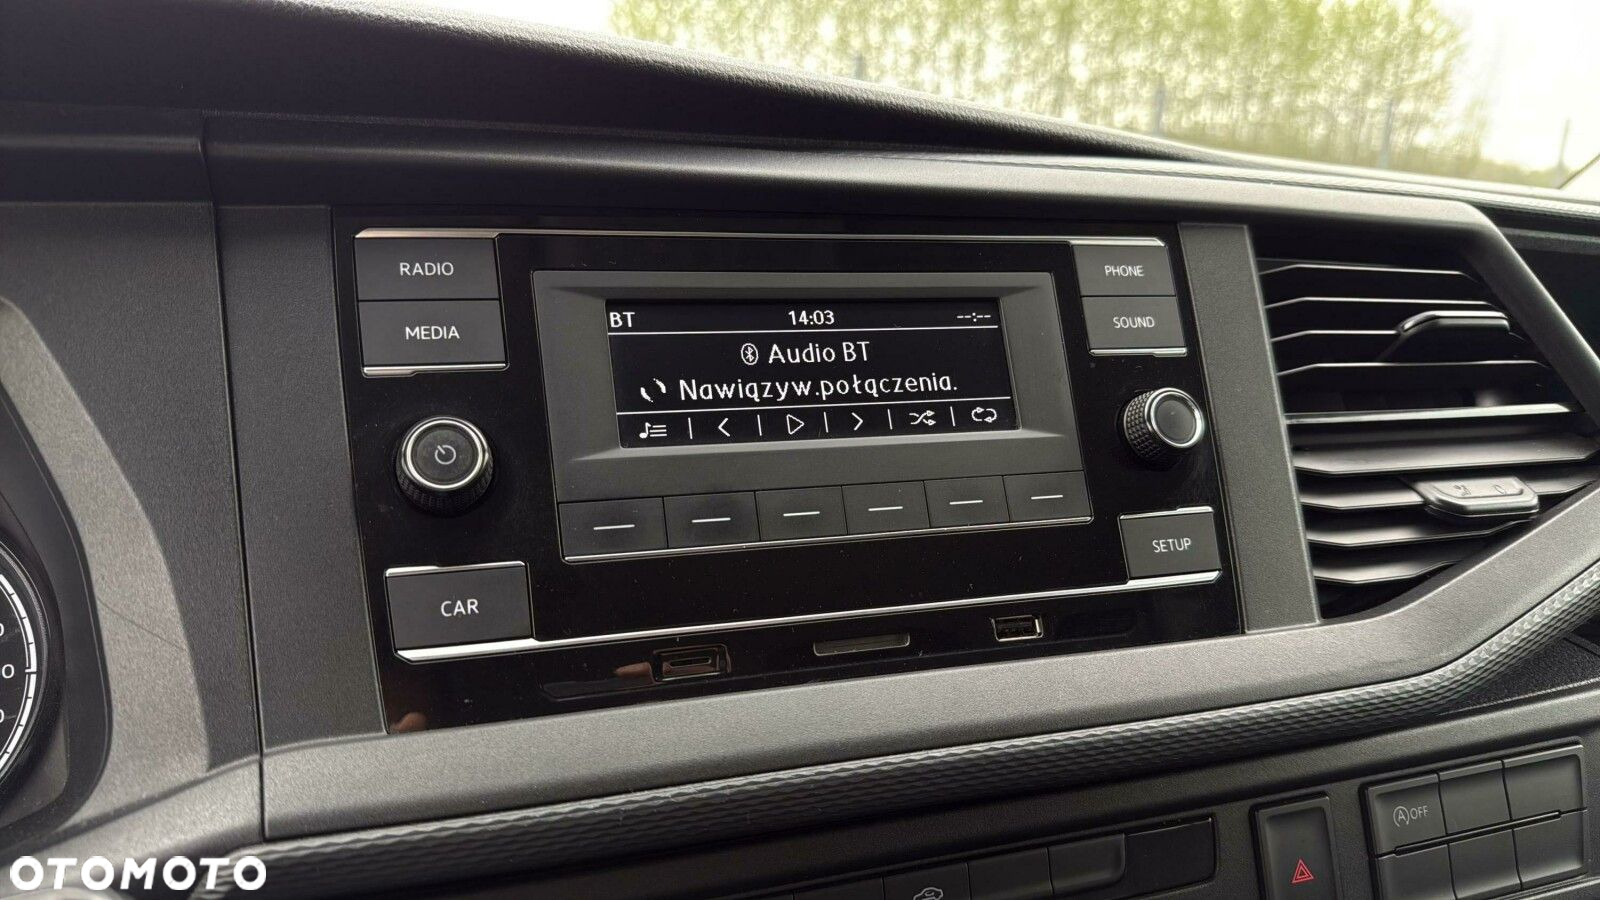 RADIO
MEDIA
PHONE
SOUND
BT 14:03 --:--
Audio BT
Nawiązyw.połączenia.
CAR
SETUP
A OFF
OTOMOTO